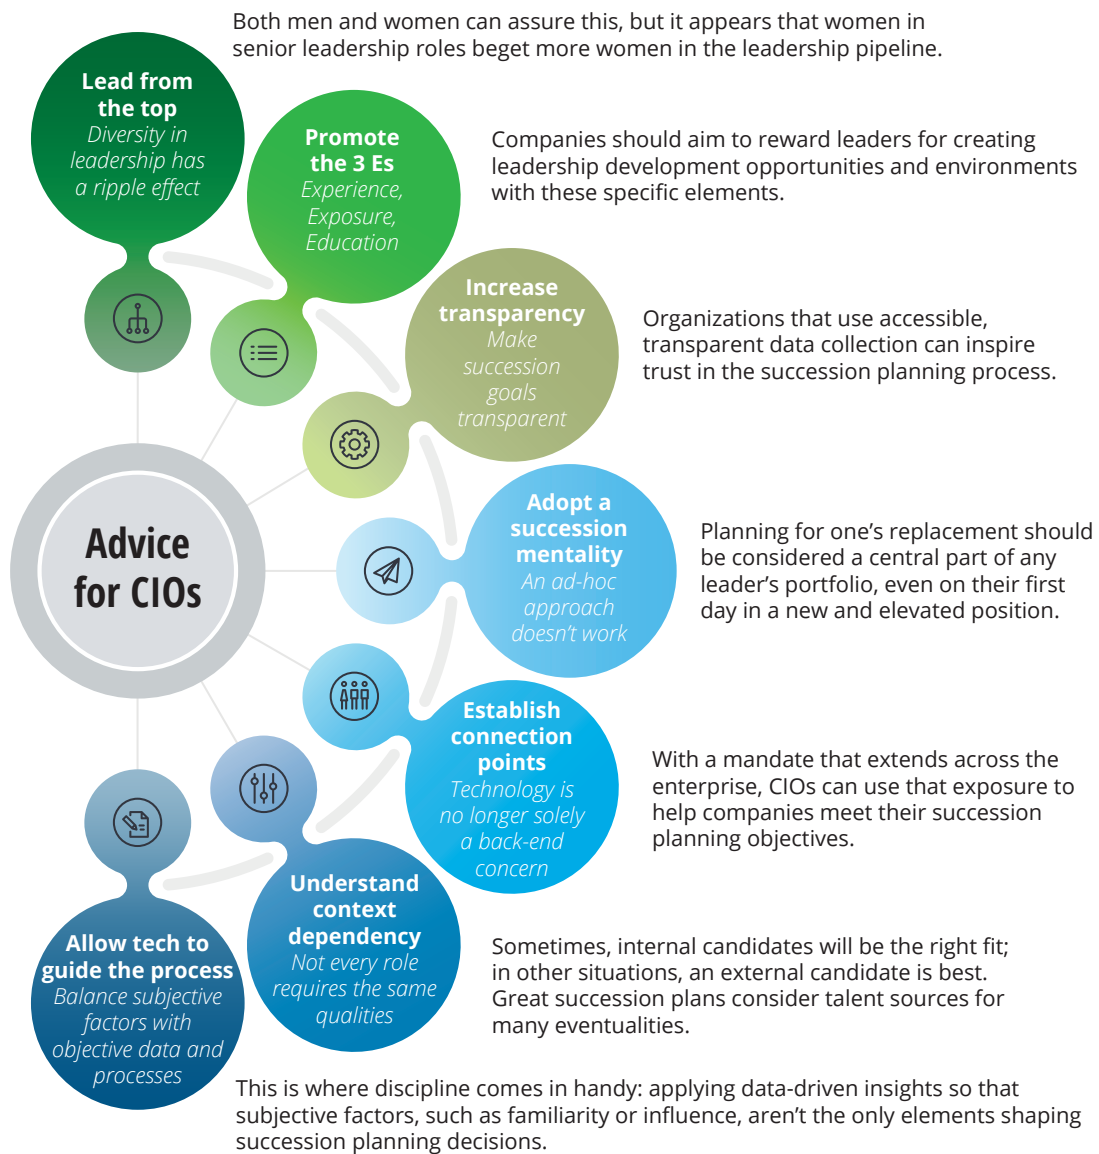 Both men and women can assure this, but it appears that women in
senior leadership roles beget more women in the leadership pipeline.
Lead from
the top
Diversity in
leadership has
a ripple effect
Promote
the 3 Es
Experience,
Exposure,
Education
Companies should aim to reward leaders for creating
leadership development opportunities and environments
with these specific elements.
Increase
transparency
Make
succession
goals
transparent
Organizations that use accessible,
transparent data collection can inspire
trust in the succession planning process.
Advice
for CIOs
Adopt a
succession
mentality
An ad-hoc
approach
doesn’t work
Planning for one’s replacement should
be considered a central part of any
leader’s portfolio, even on their first
day in a new and elevated position.
Establish
connection
points
Technology is
no longer solely
a back-end
concern
With a mandate that extends across the
enterprise, CIOs can use that exposure to
help companies meet their succession
planning objectives.
Understand
context
dependency
Not every role
requires the same
qualities
Sometimes, internal candidates will be the right fit;
in other situations, an external candidate is best.
Great succession plans consider talent sources for
many eventualities.
Allow tech to
guide the process
Balance subjective
factors with
objective data and
processes
This is where discipline comes in handy: applying data-driven insights so that
subjective factors, such as familiarity or influence, aren’t the only elements shaping
succession planning decisions.